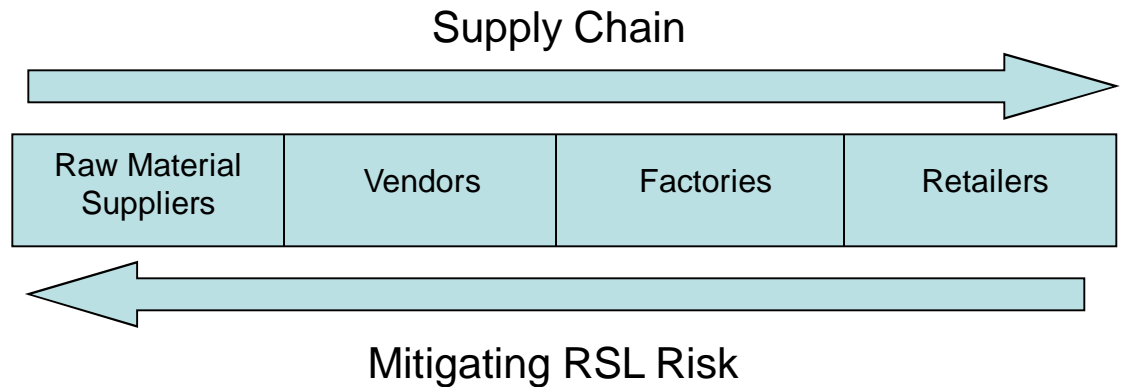 Supply Chain
Raw Material
Suppliers
Vendors
Factories
Retailers
Mitigating RSL Risk